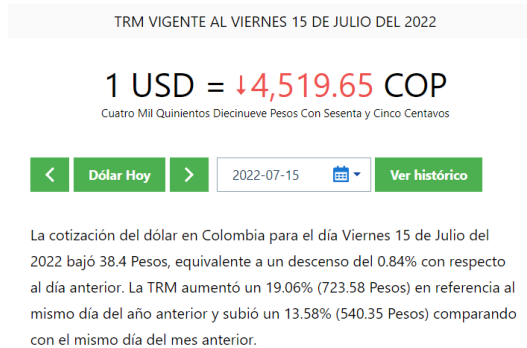 TRM VIGENTE AL VIERNES 15 DE JULIO DEL 2022
1 USD = ↓4,519.65 COP
Cuatro Mil Quinientos Diecinueve Pesos Con Sesenta y Cinco Centavos
Dólar Hoy
2022-07-15
Ver histórico
La cotización del dólar en Colombia para el día Viernes 15 de Julio del
2022 bajó 38.4 Pesos, equivalente a un descenso del 0.84% con respecto
al día anterior. La TRM aumentó un 19.06% (723.58 Pesos) en referencia al
mismo día del año anterior y subió un 13.58% (540.35 Pesos) comparando
con el mismo día del mes anterior.